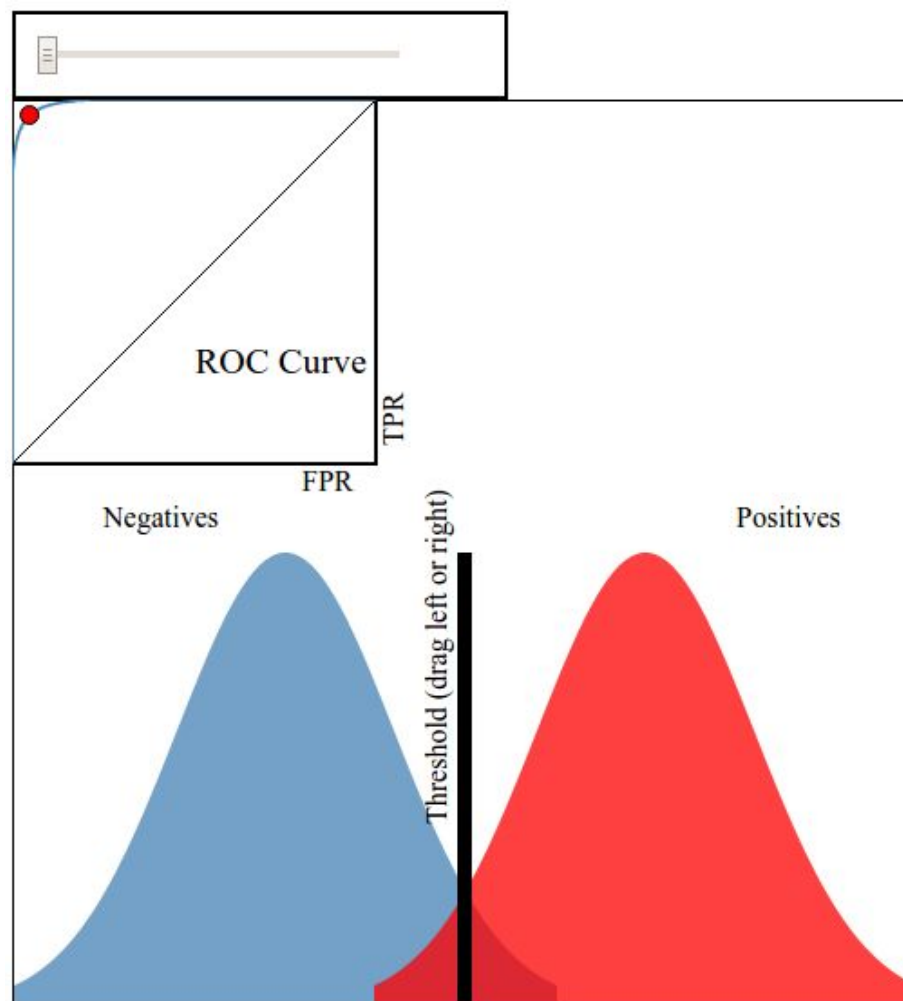 ROC Curve
TPR
FPR
Negatives
Positives
Threshold (drag left or right)